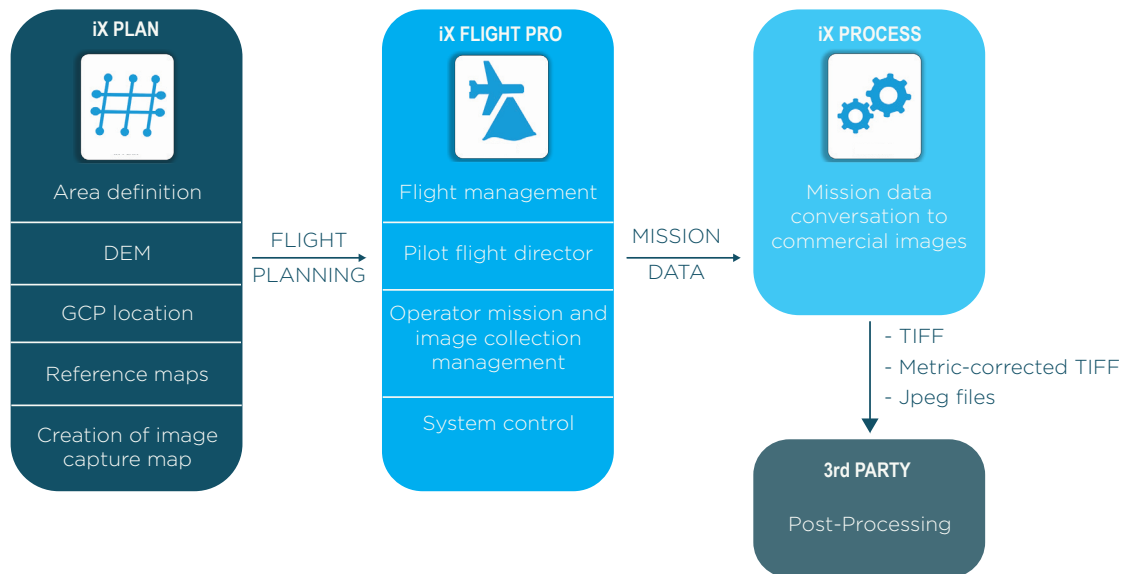 iX PLAN
Area definition
DEM
GCP location
Reference maps
Creation of image
capture map
FLIGHT
PLANNING
iX FLIGHT PRO
Flight management
Pilot flight director
Operator mission and
image collection
management
System control
MISSION
DATA
iX PROCESS
Mission data
conversation to
commercial images
- TIFF
- Metric-corrected TIFF
- Jpeg files
3rd PARTY
Post-Processing